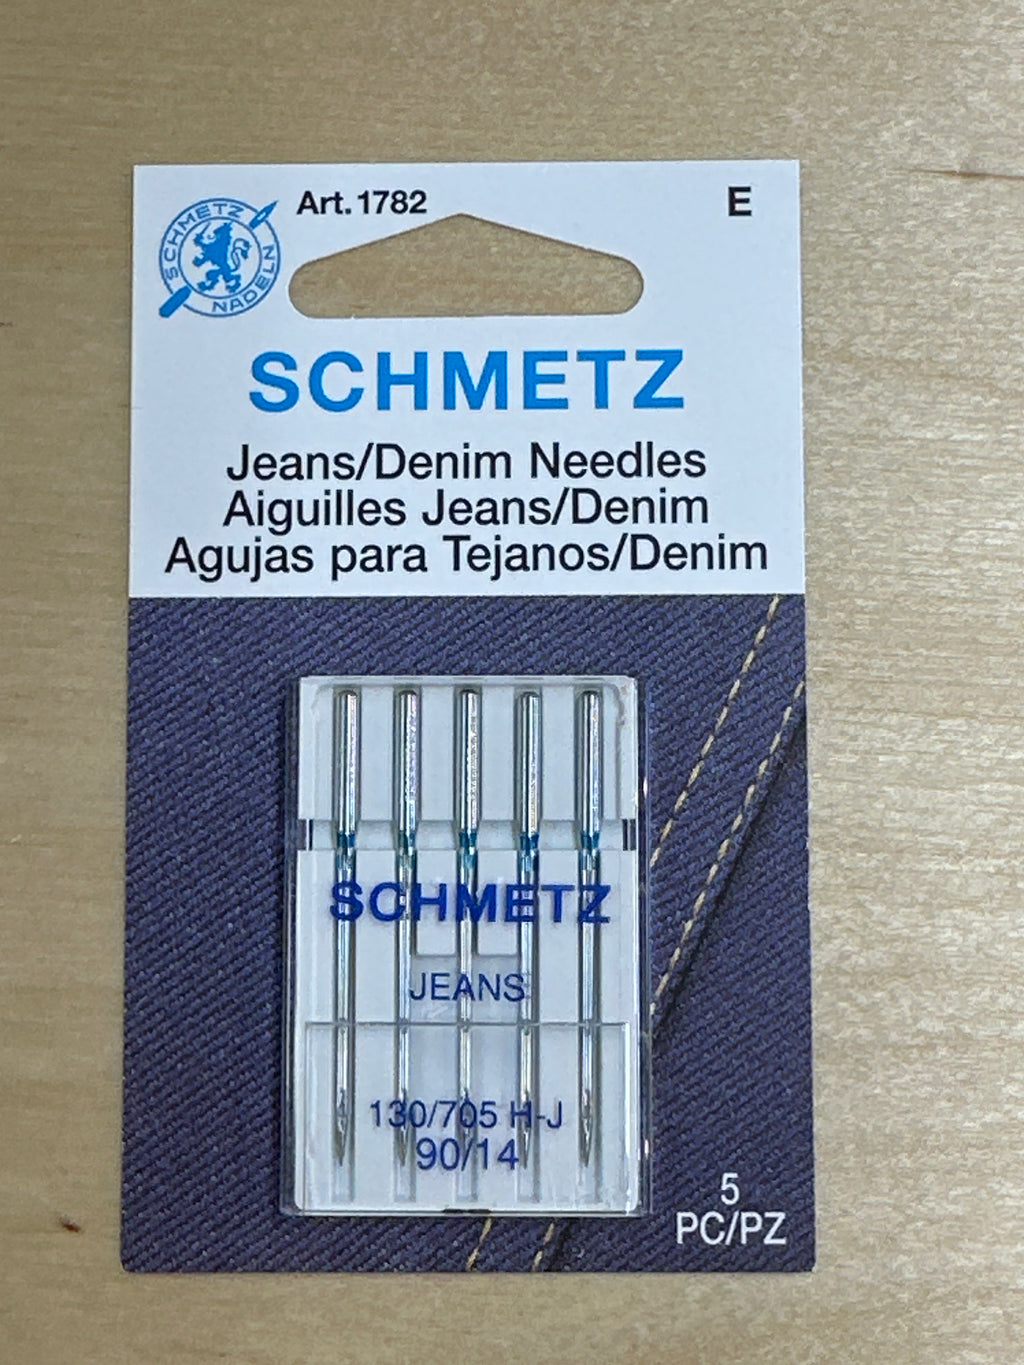 Art. 1782
E
SCHMETZ NADELN
SCHMETZ
Jeans/Denim Needles
Aiguilles Jeans/Denim
Agujas para Tejanos/Denim
SCHMETZ
JEANS
130/705 H-J
90/14
5
PC/PZ